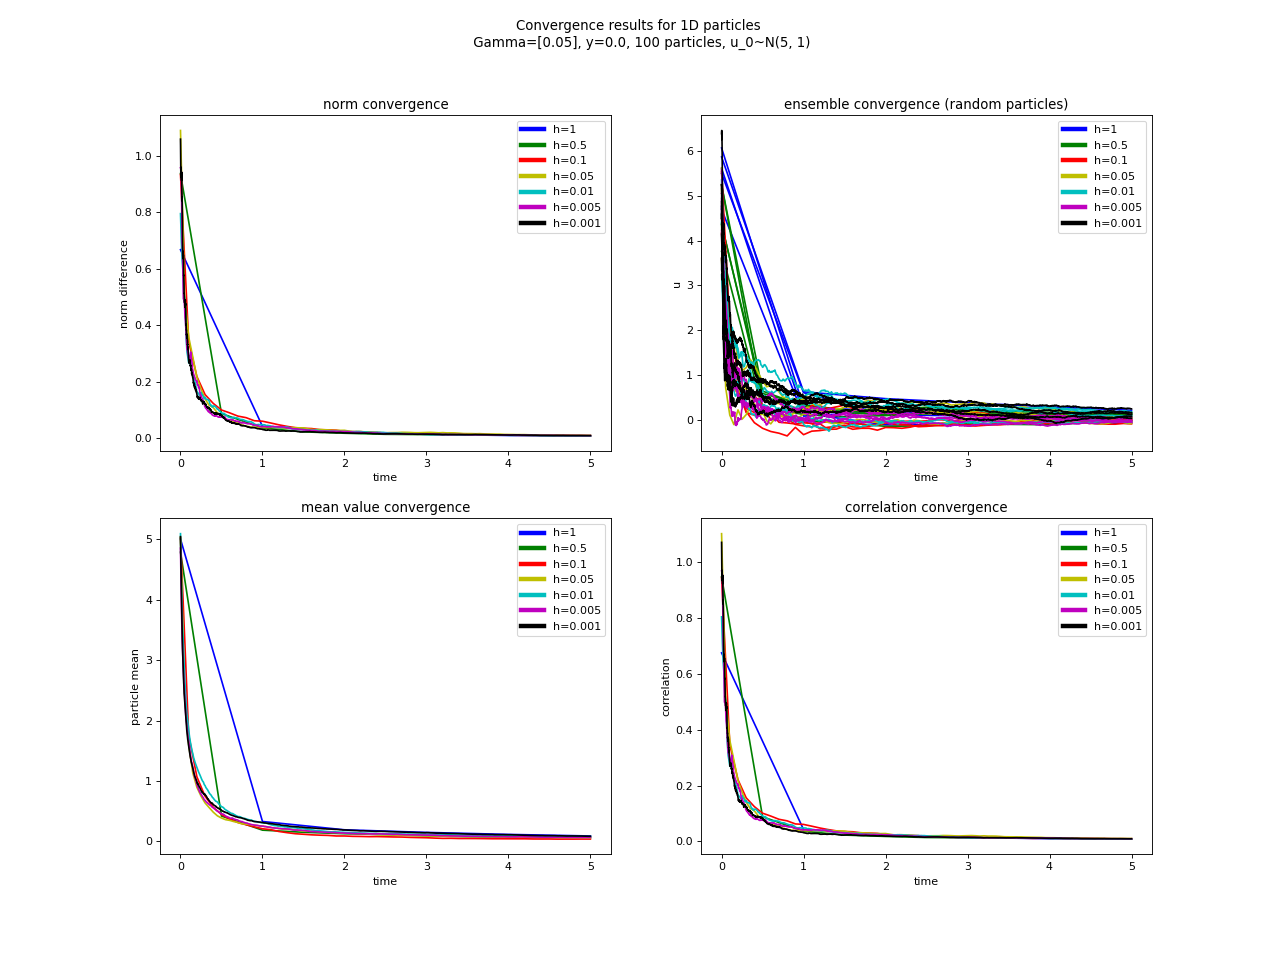 Convergence results for 1D particles
Gamma=[0.05], y=0.0, 100 particles, u_0~N(5, 1)
norm convergence
norm difference
1.0
0.8
0.6
0.4
0.2
0.0
0 1 2 3 4 5
time
h=1
h=0.5
h=0.1
h=0.05
h=0.01
h=0.005
h=0.001
ensemble convergence (random particles)
u
6
5
4
3
2
1
0
0 1 2 3 4 5
time
h=1
h=0.5
h=0.1
h=0.05
h=0.01
h=0.005
h=0.001
mean value convergence
particle mean
5
4
3
2
1
0
0 1 2 3 4 5
time
h=1
h=0.5
h=0.1
h=0.05
h=0.01
h=0.005
h=0.001
correlation convergence
correlation
1.0
0.8
0.6
0.4
0.2
0.0
0 1 2 3 4 5
time
h=1
h=0.5
h=0.1
h=0.05
h=0.01
h=0.005
h=0.001